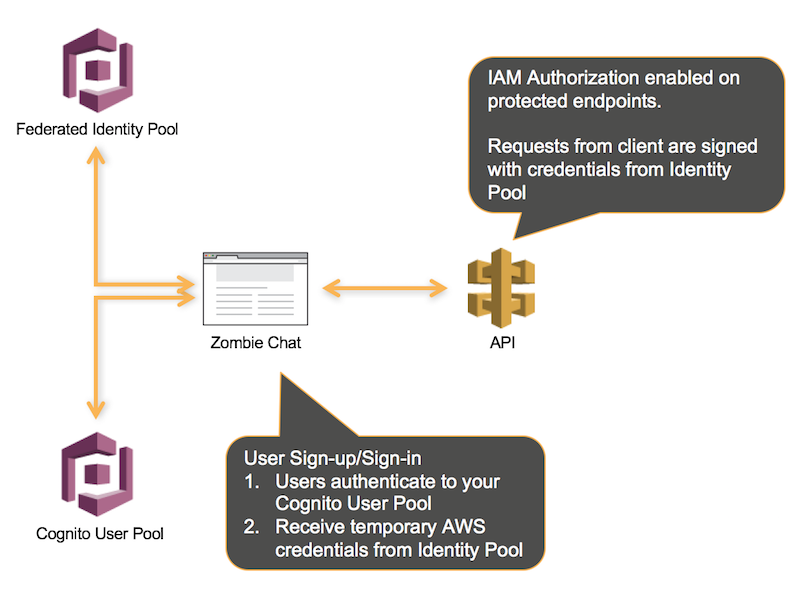 Federated Identity Pool
IAM Authorization enabled on
protected endpoints.
Requests from client are signed
with credentials from Identity
Pool
Zombie Chat
API
User Sign-up/Sign-in
1. Users authenticate to your
Cognito User Pool
2. Receive temporary AWS
credentials from Identity Pool
Cognito User Pool